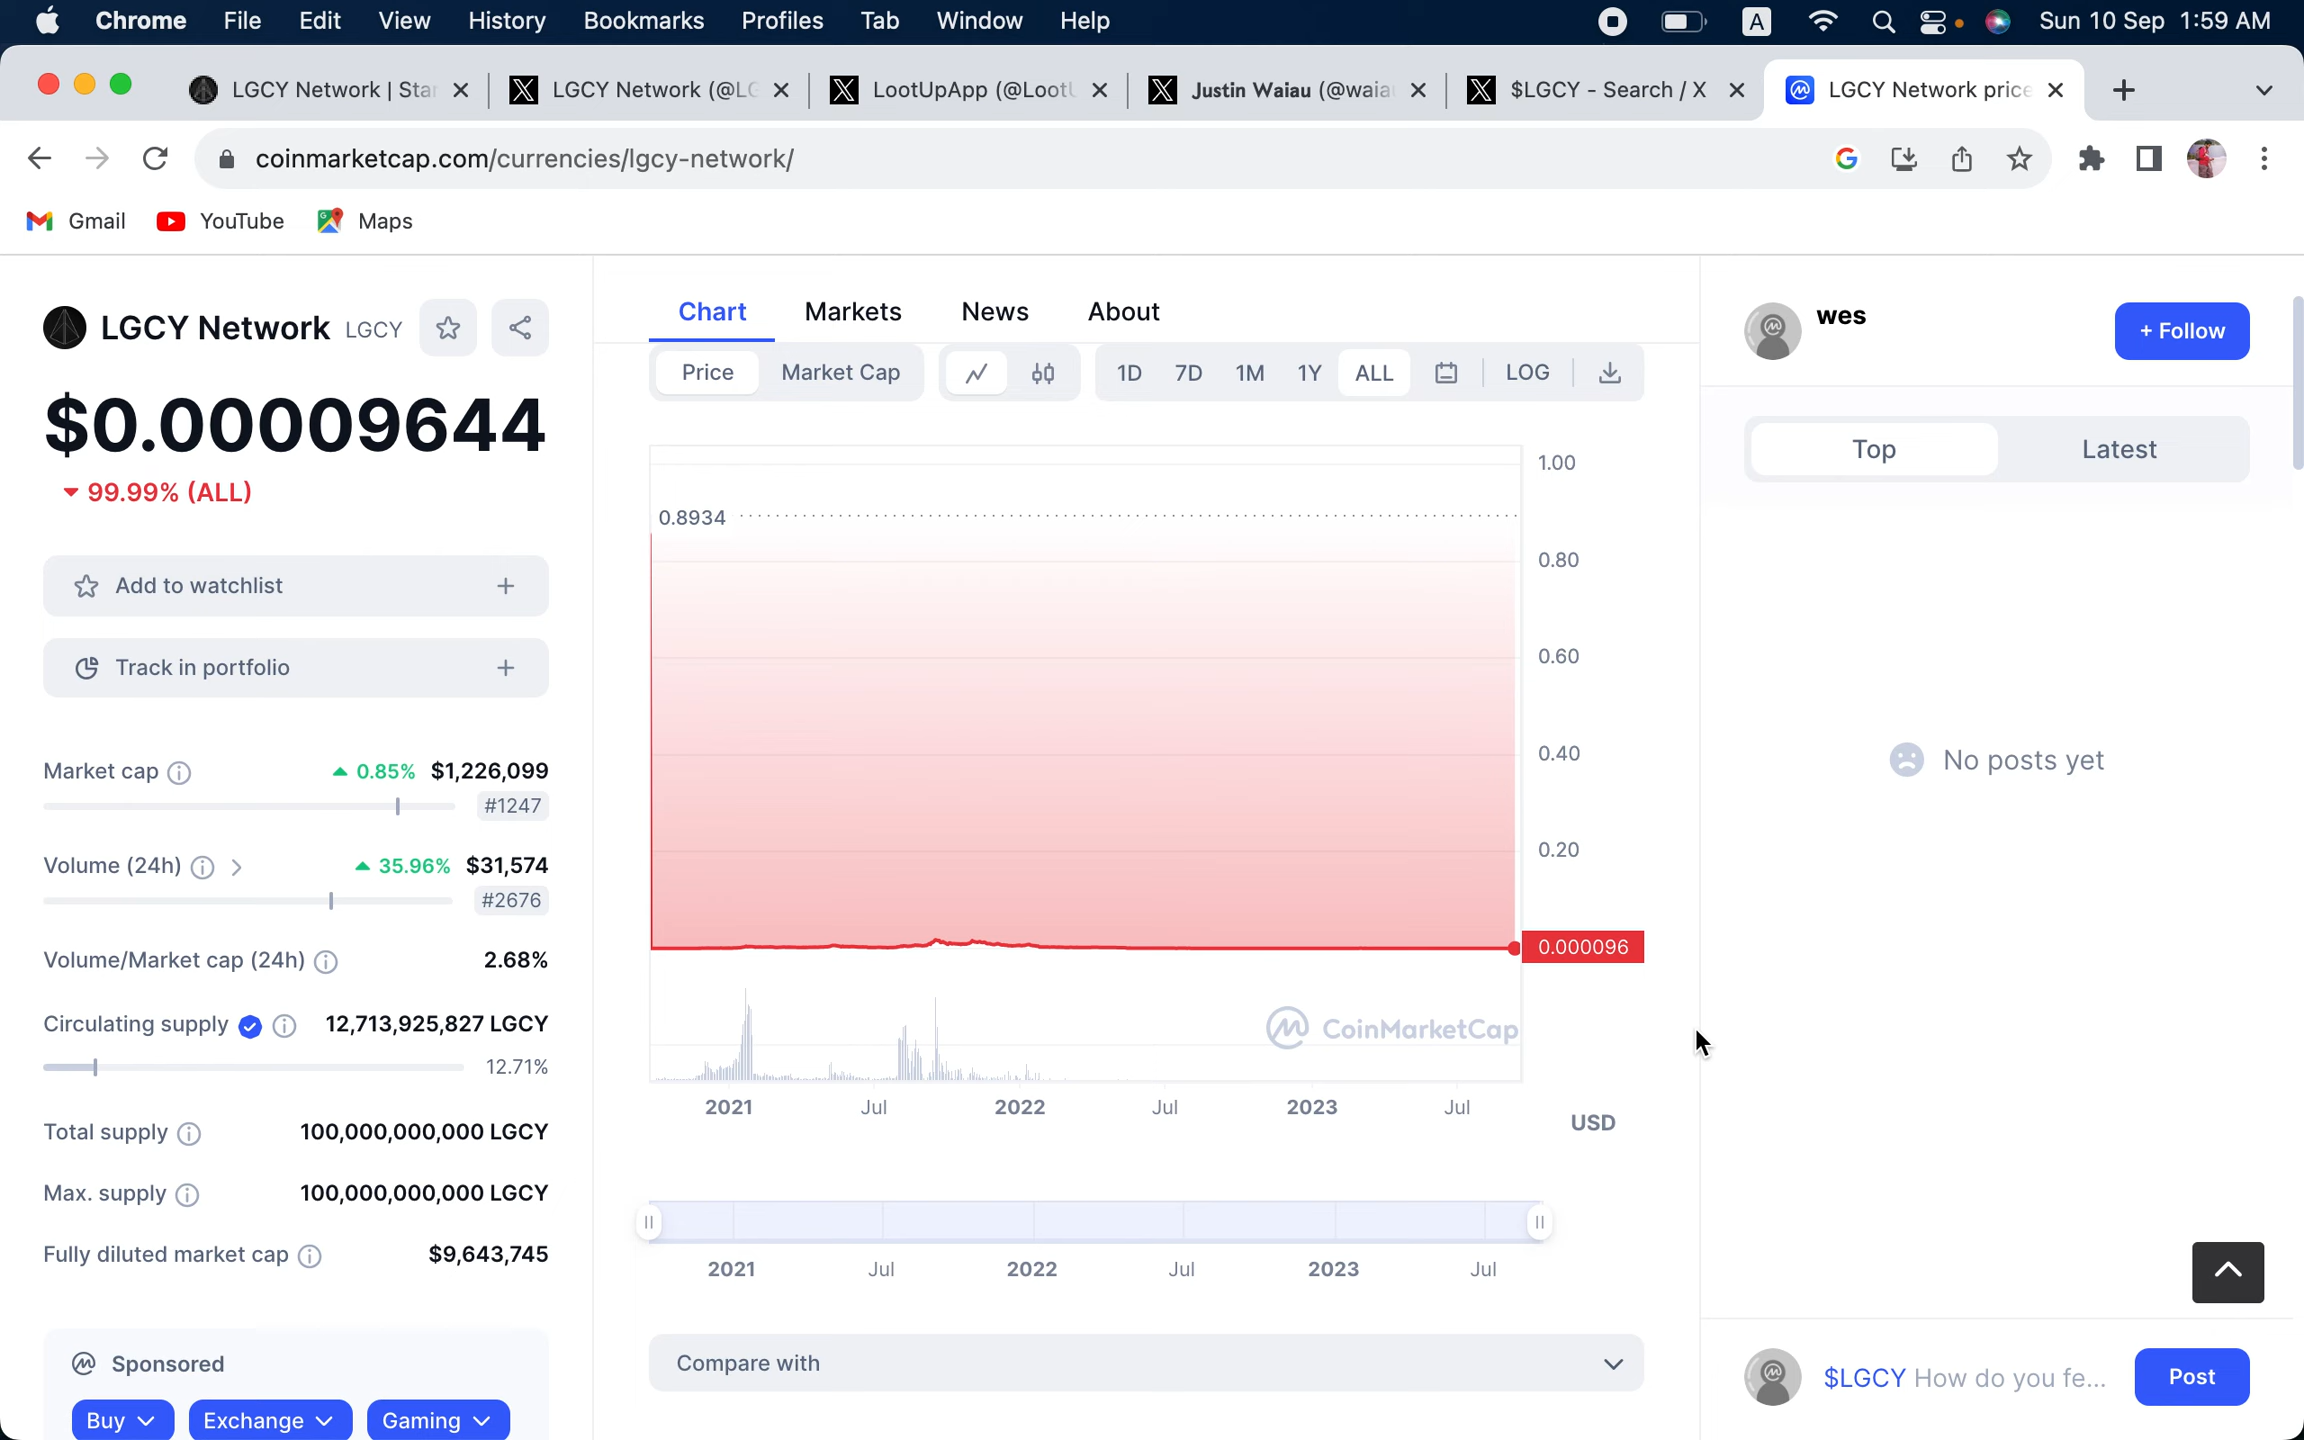 Chrome File Edit View History Bookmarks Profiles Tab Window Help A Sun 10 Sep 1:59 AM
LGCY Network | Sta LGCY Network (@LG LootUpApp (@Loot Justin Waiau (@waia $LGCY - Search / X LGCY Network price
coinmarketcap.com/currencies/lgcy-network/
Gmail YouTube Maps
LGCY Network LGCY
$0.00009644
99.99% (ALL)
Add to watchlist +
Track in portfolio +
Market cap 0.85% $1,226,099
#1247
Volume (24h) 35.96% $31,574
#2676
Volume/Market cap (24h) 2.68%
Circulating supply 12,713,925,827 LGCY
12.71%
Total supply 100,000,000,000 LGCY
Max. supply 100,000,000,000 LGCY
Fully diluted market cap $9,643,745
Sponsored
Buy Exchange Gaming
Chart Markets News About
Price Market Cap 1D 7D 1M 1Y ALL LOG
1.00
0.8934
0.80
0.60
0.40
0.20
0.000096
CoinMarketCap
2021 Jul 2022 Jul 2023 Jul
USD
2021 Jul 2022 Jul 2023 Jul
Compare with
wes
+ Follow
Top Latest
No posts yet
$LGCY How do you fe...
Post